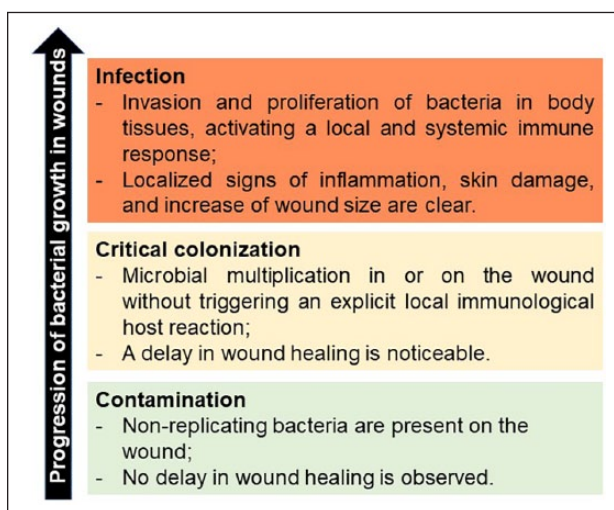 Progression of bacterial growth in wounds
Infection
- Invasion and proliferation of bacteria in body
tissues, activating a local and systemic immune
response;
- Localized signs of inflammation, skin damage,
and increase of wound size are clear.
Critical colonization
- Microbial multiplication in or on the wound
without triggering an explicit local immunological
host reaction;
- A delay in wound healing is noticeable.
Contamination
- Non-replicating bacteria are present on the
wound;
- No delay in wound healing is observed.